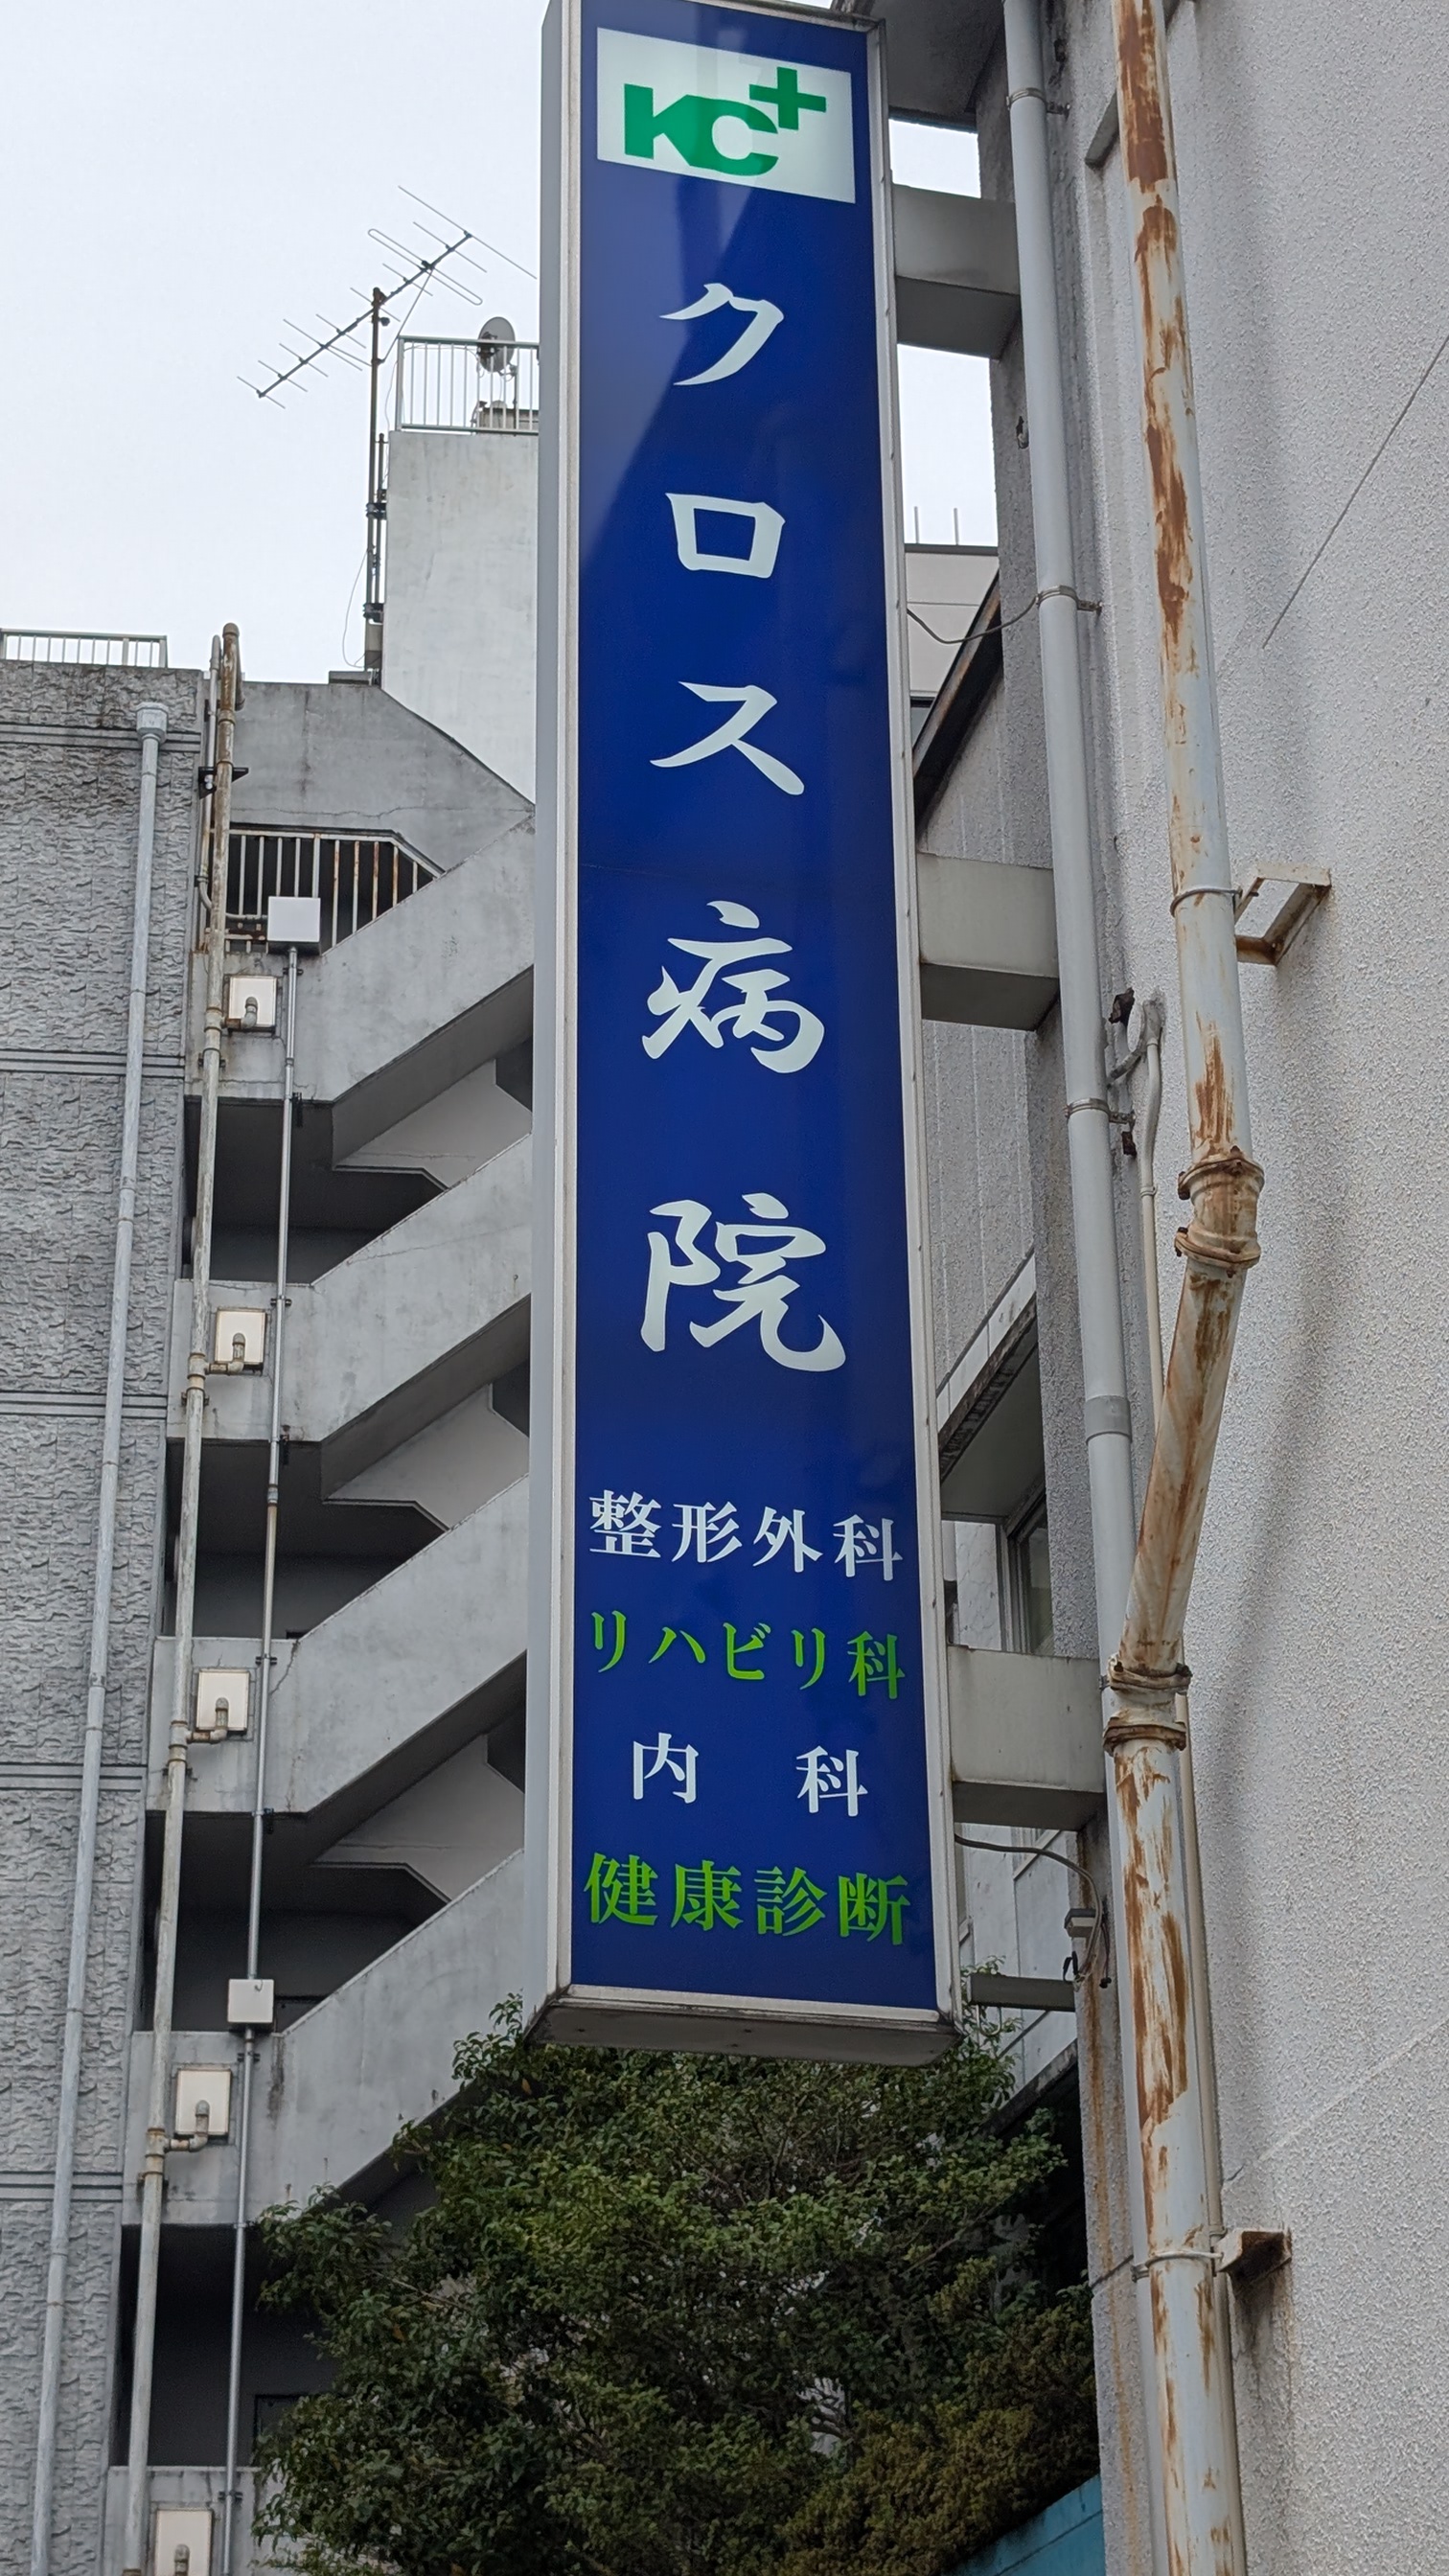 KC+
クロス病院
整形外科
リハビリ科
内 科
健康診断